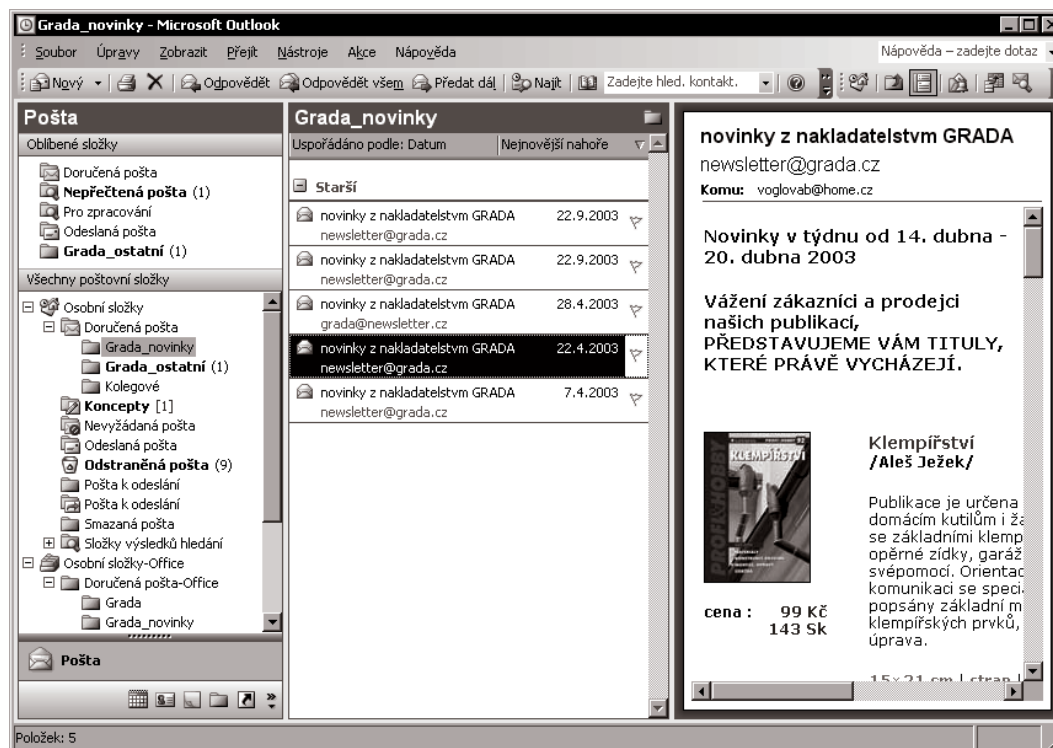 Grada_novinky - Microsoft Outlook
Soubor Úpravy Zobrazit Přejít Nástroje Akce Nápověda Nápověda – zadejte dotaz
Nový Odpovědět Odpovědět všem Předat dál Najít Zadejte hled. kontakt.
Pošta
Oblíbené složky
Doručená pošta
Nepřečtená pošta (1)
Pro zpracování
Odeslaná pošta
Grada_ostatní (1)
Všechny poštovní složky
Osobní složky
Doručená pošta
Grada_novinky
Grada_ostatní (1)
Kolegové
Koncepty [1]
Nevyžádaná pošta
Odeslaná pošta
Odstraněná pošta (9)
Pošta k odeslání
Pošta k odeslání
Smazaná pošta
Složky výsledků hledání
Osobní složky-Office
Doručená pošta-Office
Grada
Grada_novinky
Pošta
Grada_novinky
Uspořádáno podle: Datum Nejnovější nahoře
Starší
novinky z nakladatelstvm GRADA 22.9.2003
newsletter@grada.cz
novinky z nakladatelstvm GRADA 22.9.2003
newsletter@grada.cz
novinky z nakladatelstvm GRADA 28.4.2003
grada@newsletter.cz
novinky z nakladatelstvm GRADA 22.4.2003
newsletter@grada.cz
novinky z nakladatelstvm GRADA 7.4.2003
newsletter@grada.cz
novinky z nakladatelstvm GRADA
newsletter@grada.cz
Komu: voglovab@home.cz
Novinky v týdnu od 14. dubna -
20. dubna 2003
Vážení zákazníci a prodejci
našich publikací,
PŘEDSTAVUJEME VÁM TITULY,
KTERÉ PRÁVĚ VYCHÁZEJÍ.
KLEMPÍŘSTVÍ
PROFI & HOBBY
cena : 99 Kč
143 Sk
Klempířství
/Aleš Ježek/
Publikace je určena
domácím kutilům i ža
se základními klemp
opěrné zídky, garáž
svépomocí. Orientac
komunikaci se speci
popsány základní m
klempířských prvků,
úprava.
15×21 cm | stran |
Položek: 5